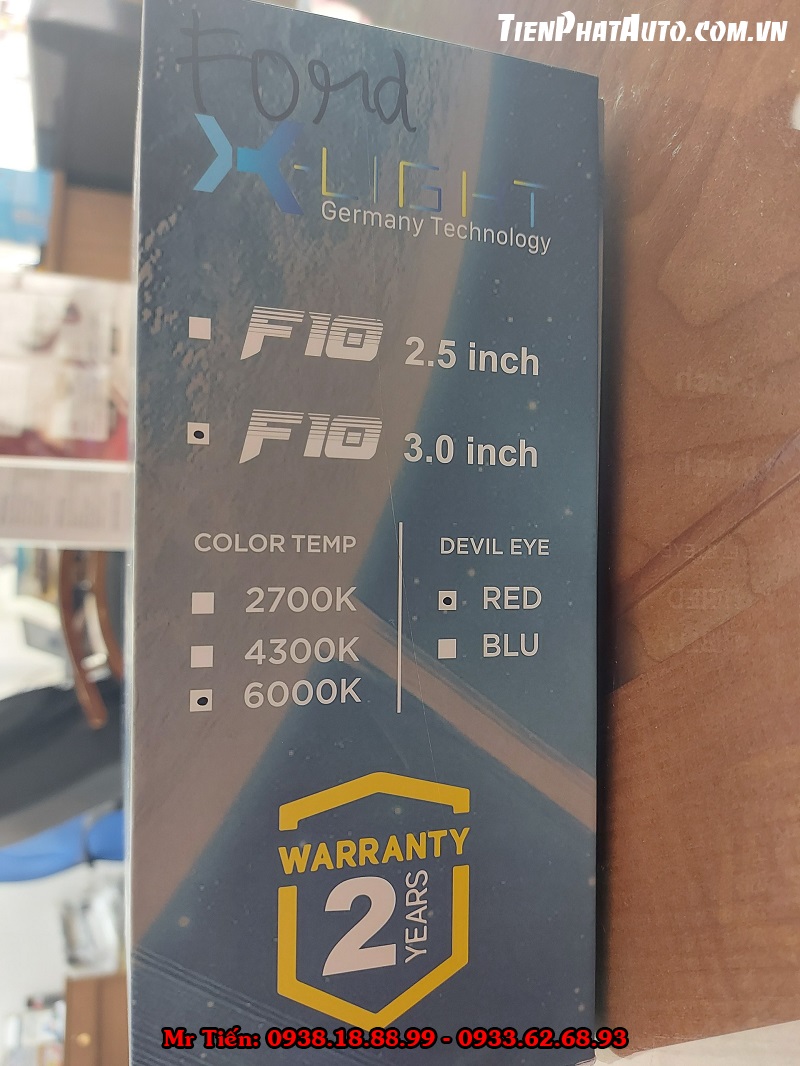 TIENPHATAUTO.COM.VN
Ford
X-LIGHT
Germany Technology
F10 2.5 inch
F10 3.0 inch
COLOR TEMP
2700K
4300K
6000K
DEVIL EYE
RED
BLU
WARRANTY
2 YEARS
Mr Tiến: 0938.18.88.99 - 0933.62.68.93